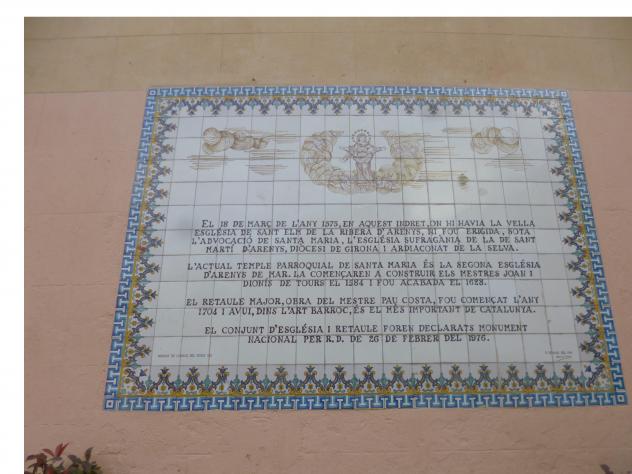 EL 18 DE MARÇ DE L'ANY 1575, EN AQUEST INDRET, ON HI HAVIA LA VELLA
ESGLÉSIA DE SANT ELM DE LA RIBERA D'ARENYS, HI FOU ERIGIDA, SOTA
L'ADVOCACIÓ DE SANTA MARIA, L'ESGLÉSIA SUFRAGÀNIA DE LA DE SANT
MARTÍ D'ARENYS, DIÒCESI DE GIRONA I ARDIACONAT DE LA SELVA.
L'ACTUAL TEMPLE PARROQUIAL DE SANTA MARIA ÉS LA SEGONA ESGLÉSIA
D'ARENYS DE MAR. LA COMENÇAREN A CONSTRUIR ELS MESTRES JOAN I
DIONÍS DE TOURS EL 1584 I FOU ACABADA EL 1628.
EL RETAULE MAJOR, OBRA DEL MESTRE PAU COSTA, FOU COMENÇAT L'ANY
1704 I AVUI, DINS L'ART BARROC, ÉS EL MÉS IMPORTANT DE CATALUNYA.
EL CONJUNT D'ESGLÉSIA I RETAULE FOREN DECLARATS MONUMENT
NACIONAL PER R.D. DE 26 DE FEBRER DEL 1976.